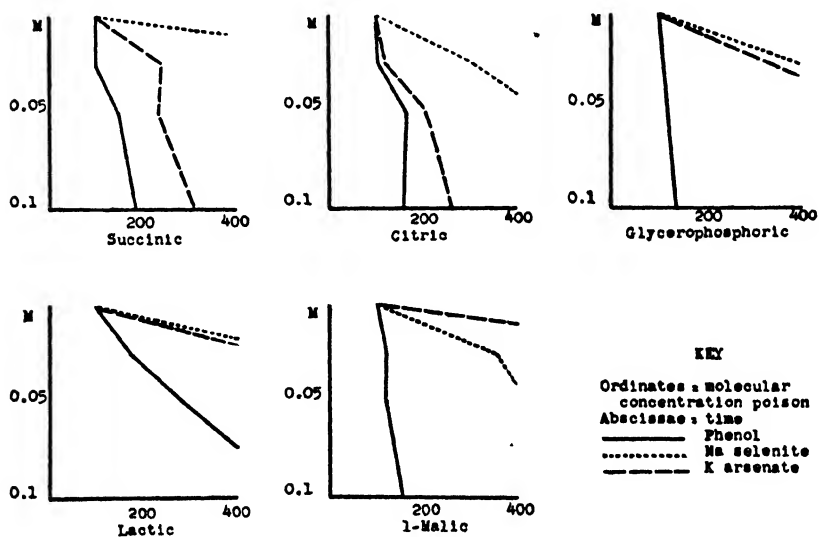 M
0.05
0.1
200
400
Succinic
M
0.05
0.1
200
400
Citric
M
0.05
0.1
200
400
Glycerophosphoric
M
0.05
0.1
200
400
Lactic
M
0.05
0.1
200
400
l-Malic
KEY
Ordinates : molecular
concentration poison
Abscissae : time
Phenol
Na selenite
K arsenate